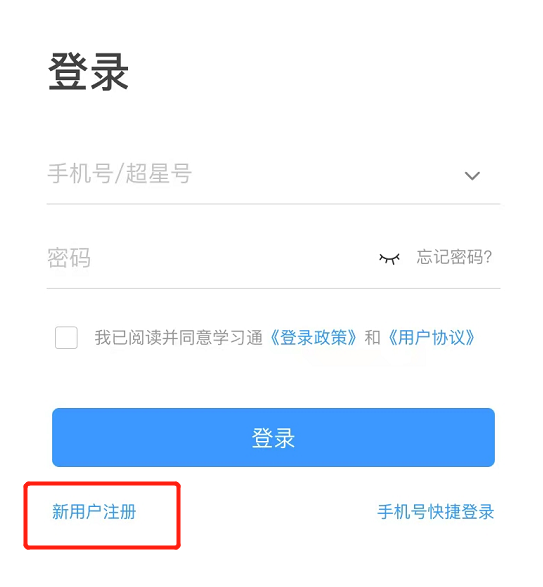 登录
手机号/超星号
密码 忘记密码?
我已阅读并同意学习通《登录政策》和《用户协议》
登录
新用户注册 手机号快捷登录